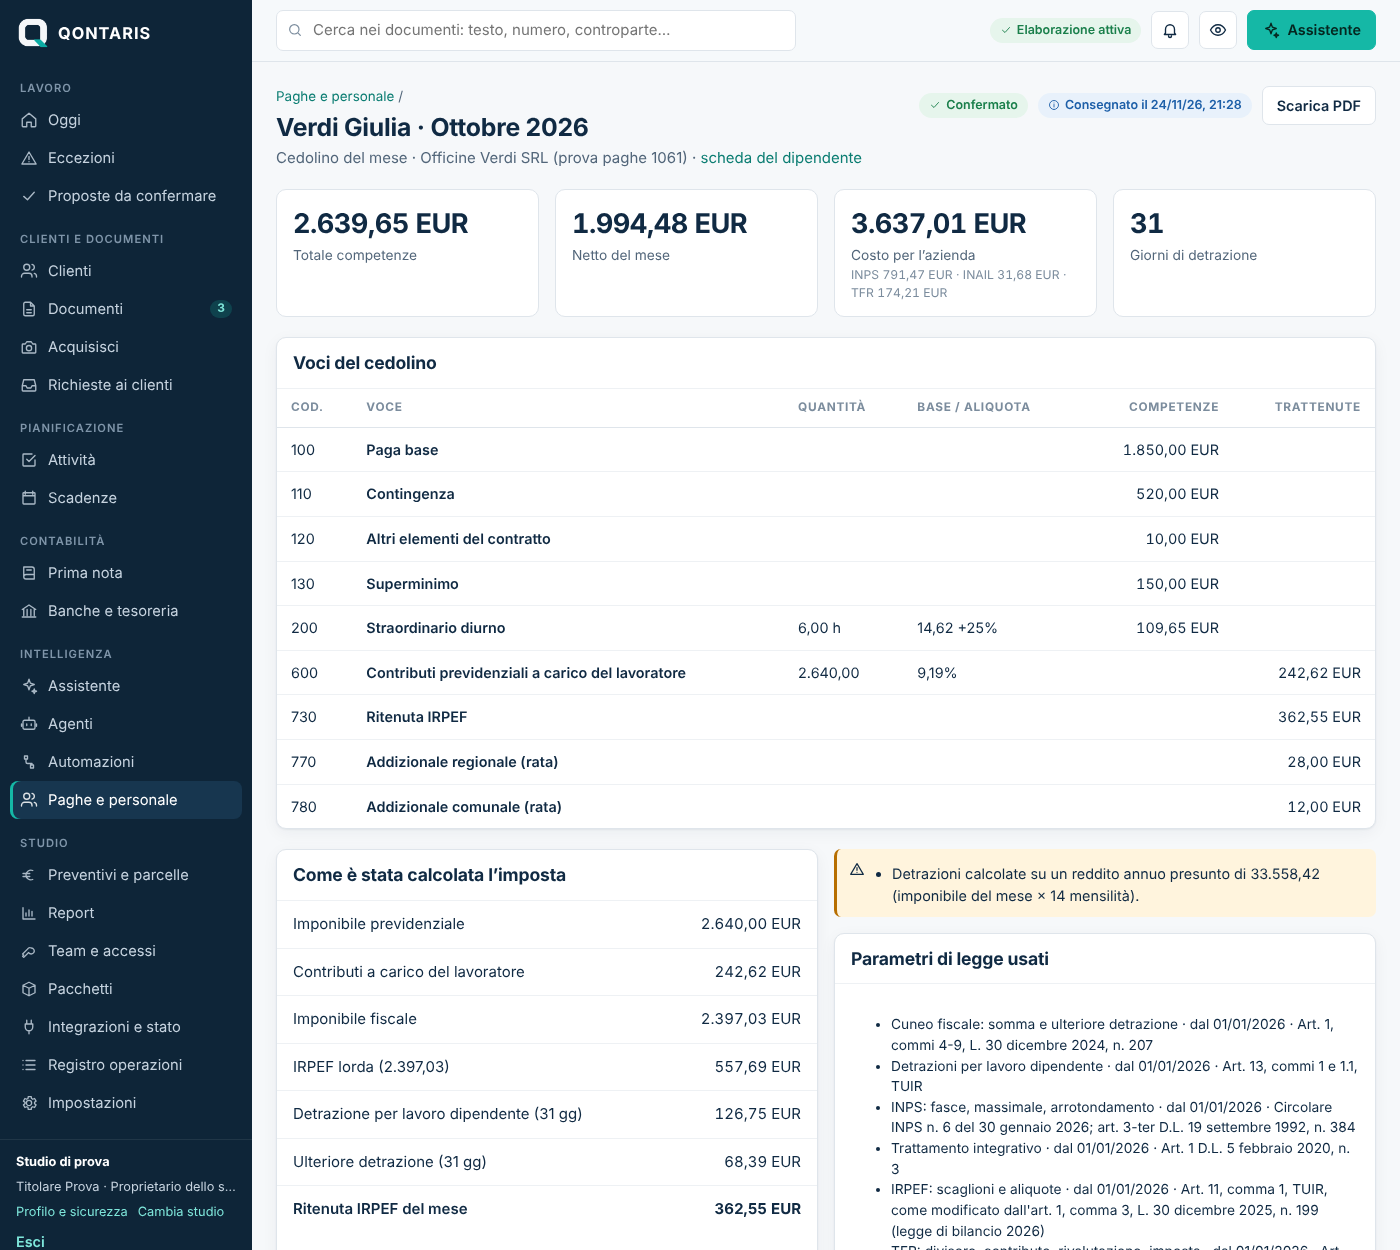 QONTARIS
LAVORO
Oggi
Eccezioni
Proposte da confermare
CLIENTI E DOCUMENTI
Clienti
Documenti 3
Acquisisci
Richieste ai clienti
PIANIFICAZIONE
Attività
Scadenze
CONTABILITÀ
Prima nota
Banche e tesoreria
INTELLIGENZA
Assistente
Agenti
Automazioni
Paghe e personale
STUDIO
Preventivi e parcelle
Report
Team e accessi
Pacchetti
Integrazioni e stato
Registro operazioni
Impostazioni
Studio di prova
Titolare Prova · Proprietario dello s...
Profilo e sicurezza Cambia studio
Esci
Cerca nei documenti: testo, numero, controparte...
Elaborazione attiva
Assistente
Paghe e personale /
Verdi Giulia · Ottobre 2026
Cedolino del mese · Officine Verdi SRL (prova paghe 1061) · scheda del dipendente
Confermato
Consegnato il 24/11/26, 21:28
Scarica PDF
2.639,65 EUR
Totale competenze
1.994,48 EUR
Netto del mese
3.637,01 EUR
Costo per l'azienda
INPS 791,47 EUR · INAIL 31,68 EUR ·
TFR 174,21 EUR
31
Giorni di detrazione
Voci del cedolino
COD. VOCE QUANTITÀ BASE / ALIQUOTA COMPETENZE TRATTENUTE
100 Paga base 1.850,00 EUR
110 Contingenza 520,00 EUR
120 Altri elementi del contratto 10,00 EUR
130 Superminimo 150,00 EUR
200 Straordinario diurno 6,00 h 14,62 +25% 109,65 EUR
600 Contributi previdenziali a carico del lavoratore 2.640,00 9,19% 242,62 EUR
730 Ritenuta IRPEF 362,55 EUR
770 Addizionale regionale (rata) 28,00 EUR
780 Addizionale comunale (rata) 12,00 EUR
Come è stata calcolata l'imposta
Imponibile previdenziale 2.640,00 EUR
Contributi a carico del lavoratore 242,62 EUR
Imponibile fiscale 2.397,03 EUR
IRPEF lorda (2.397,03) 557,69 EUR
Detrazione per lavoro dipendente (31 gg) 126,75 EUR
Ulteriore detrazione (31 gg) 68,39 EUR
Ritenuta IRPEF del mese 362,55 EUR
• Detrazioni calcolate su un reddito annuo presunto di 33.558,42
(imponibile del mese × 14 mensilità).
Parametri di legge usati
• Cuneo fiscale: somma e ulteriore detrazione · dal 01/01/2026 · Art. 1,
commi 4-9, L. 30 dicembre 2024, n. 207
• Detrazioni per lavoro dipendente · dal 01/01/2026 · Art. 13, commi 1 e 1.1,
TUIR
• INPS: fasce, massimale, arrotondamento · dal 01/01/2026 · Circolare
INPS n. 6 del 30 gennaio 2026; art. 3-ter D.L. 19 settembre 1992, n. 384
• Trattamento integrativo · dal 01/01/2026 · Art. 1 D.L. 5 febbraio 2020, n.
3
• IRPEF: scaglioni e aliquote · dal 01/01/2026 · Art. 11, comma 1, TUIR,
come modificato dall'art. 1, comma 3, L. 30 dicembre 2025, n. 199
(legge di bilancio 2026)
• TFR: divisore, contributo, rivalutazione, imposta · dal 01/01/2026 · Art.